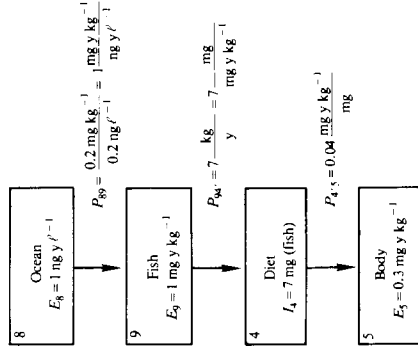 8
Ocean
E₈ = 1 ng y ℓ⁻¹
P₈₉ = 0.2 mg kg⁻¹ / 0.2 ng ℓ⁻¹ = 1 mg y kg⁻¹ / ng y ℓ⁻¹
9
Fish
E₉ = 1 mg y kg⁻¹
P₉₄' = 7 kg / y = 7 mg / mg y kg⁻¹
4
Diet
I₄ = 7 mg (fish)
P₄'₅ = 0.04 mg y kg⁻¹ / mg
5
Body
E₅ = 0.3 mg y kg⁻¹